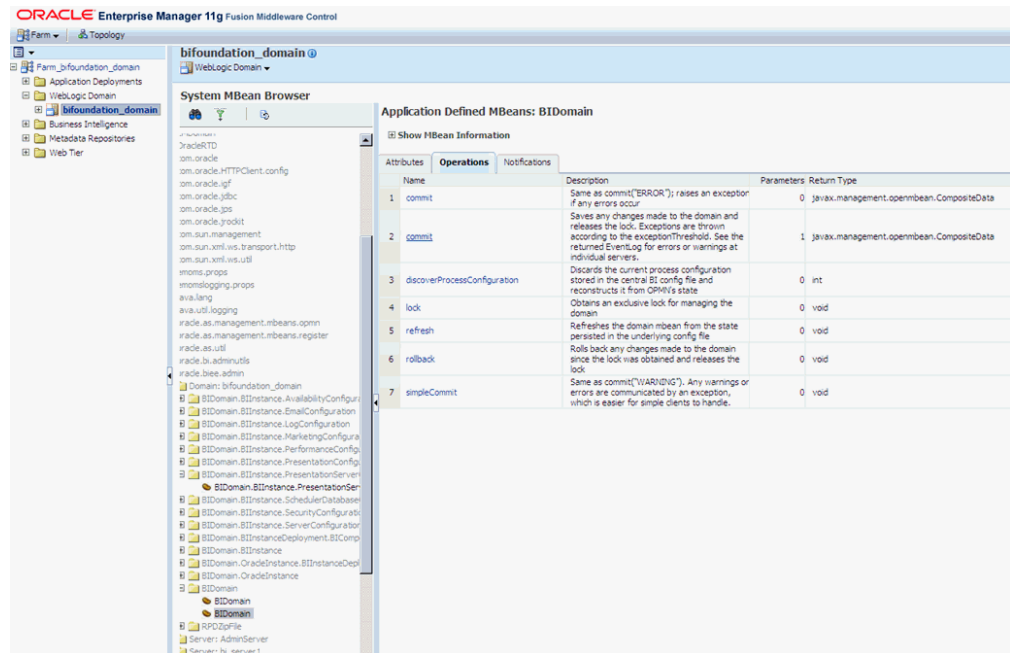 ORACLE Enterprise Manager 11g Fusion Middleware Control
Farm Topology
Farm_bifoundation_domain
Application Deployments
WebLogic Domain
bifoundation_domain
Business Intelligence
Metadata Repositories
Web Tier
bifoundation_domain
WebLogic Domain
System MBean Browser
OracleRTD
com.oracle
com.oracle.HTTPClient.config
com.oracle.igf
com.oracle.jdbc
com.oracle.jps
com.oracle.jrockit
com.sun.management
com.sun.xml.ws.transport.http
com.sun.xml.ws.util
emoms.props
emomslogging.props
java.lang
java.util.logging
oracle.as.management.mbeans.opmn
oracle.as.management.mbeans.register
oracle.as.util
oracle.bi.adminutils
oracle.biee.admin
Domain: bifoundation_domain
BIDomain.BIInstance.AvailabilityConfigura
BIDomain.BIInstance.EmailConfiguration
BIDomain.BIInstance.LogConfiguration
BIDomain.BIInstance.MarketingConfigura
BIDomain.BIInstance.PerformanceConfigu
BIDomain.BIInstance.PresentationConfigu
BIDomain.BIInstance.PresentationServer
BIDomain.BIInstance.PresentationSer
BIDomain.BIInstance.SchedulerDatabase
BIDomain.BIInstance.SecurityConfiguratio
BIDomain.BIInstance.ServerConfiguration
BIDomain.BIInstanceDeployment.BIComp
BIDomain.BIInstance
BIDomain.OracleInstance.BIInstanceDepl
BIDomain.OracleInstance
BIDomain
BIDomain
BIDomain
RPDZipFile
Server: AdminServer
Server: bi_server1
Application Defined MBeans: BIDomain
Show MBean Information
Attributes Operations Notifications
Name Description Parameters Return Type
1 commit Same as commit("ERROR"); raises an exception 0 javax.management.openmbean.CompositeData
if any errors occur
Saves any changes made to the domain and
releases the lock. Exceptions are thrown
2 commit according to the exceptionThreshold. See the 1 javax.management.openmbean.CompositeData
returned EventLog for errors or warnings at
individual servers.
Discards the current process configuration
3 discoverProcessConfiguration stored in the central BI config file and 0 int
reconstructs it from OPMN's state
4 lock Obtains an exclusive lock for managing the 0 void
domain
5 refresh Refreshes the domain mbean from the state 0 void
persisted in the underlying config file
Rolls back any changes made to the domain
6 rollback since the lock was obtained and releases the 0 void
lock
Same as commit("WARNING"). Any warnings or
7 simpleCommit errors are communicated by an exception, 0 void
which is easier for simple clients to handle.